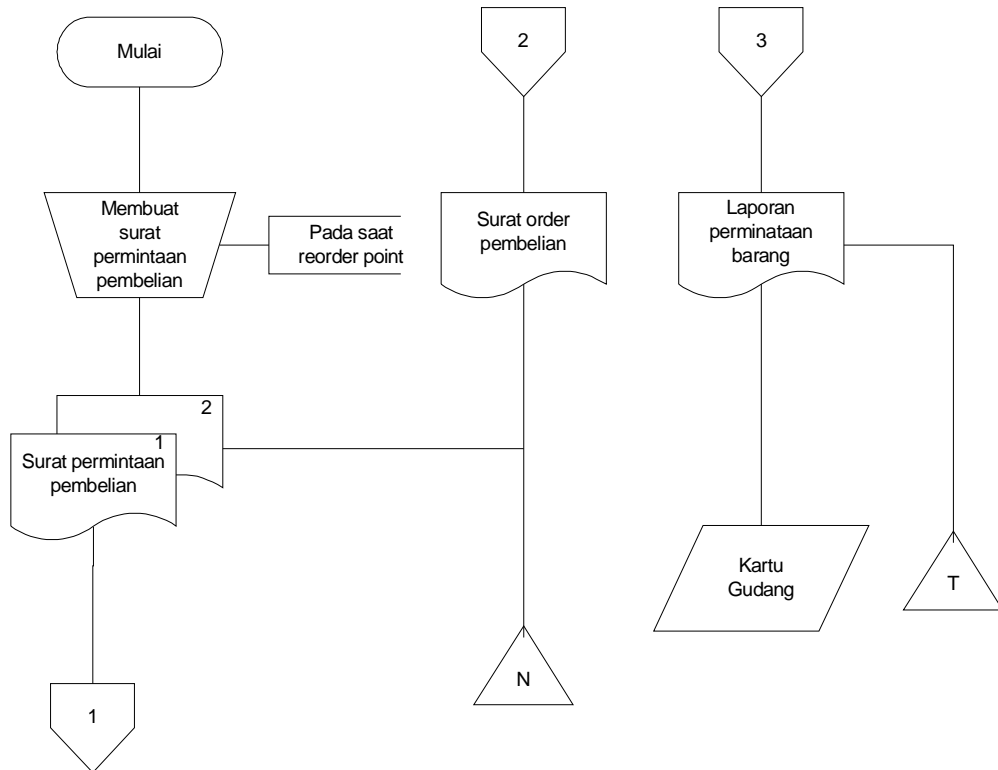 Mulai
2
3
Membuat
surat
permintaan
pembelian
Pada saat
reorder point
Surat order
pembelian
Laporan
perminataan
barang
2
1
Surat permintaan
pembelian
Kartu
Gudang
T
N
1